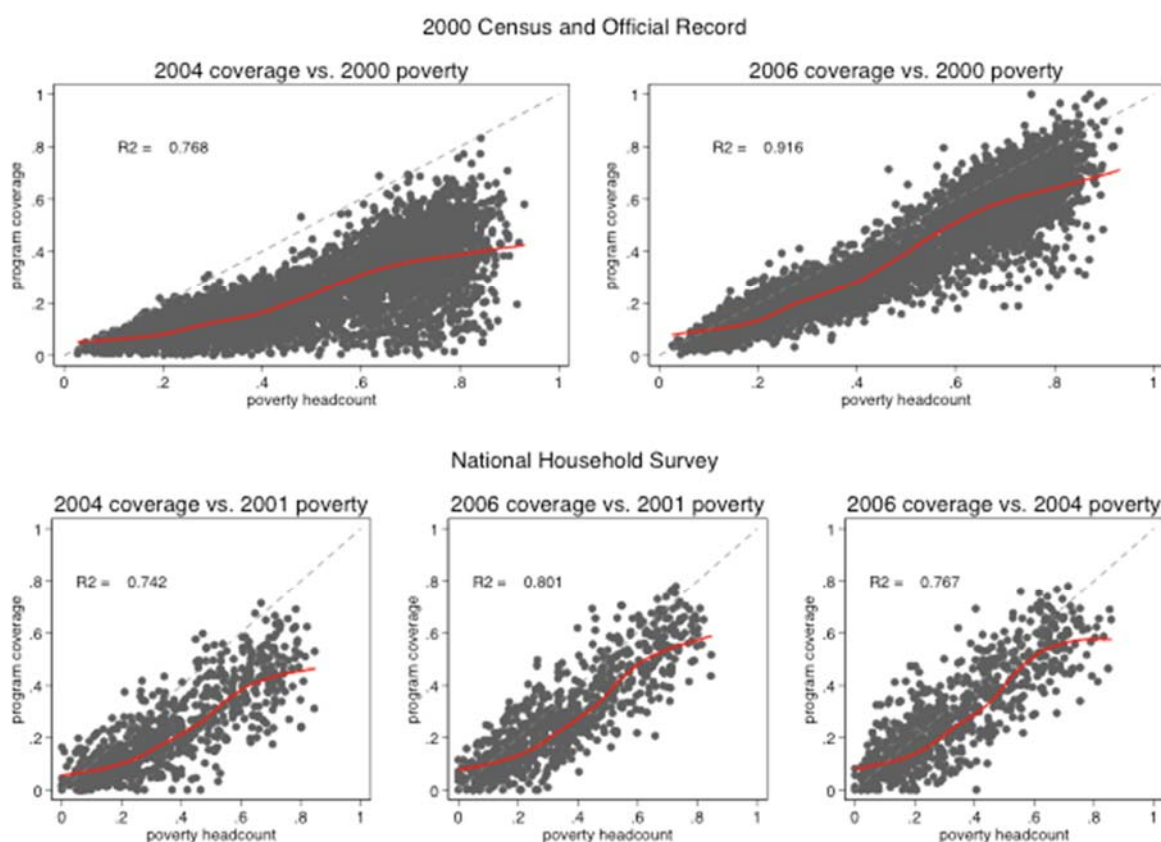 2000 Census and Official Record
2004 coverage vs. 2000 poverty
R2 = 0.768
program coverage
1
.8
.6
.4
.2
0
0 .2 .4 .6 .8 1
poverty headcount
2006 coverage vs. 2000 poverty
R2 = 0.916
program coverage
1
.8
.6
.4
.2
0
0 .2 .4 .6 .8 1
poverty headcount
National Household Survey
2004 coverage vs. 2001 poverty
R2 = 0.742
program coverage
1
.8
.6
.4
.2
0
0 .2 .4 .6 .8 1
poverty headcount
2006 coverage vs. 2001 poverty
R2 = 0.801
program coverage
1
.8
.6
.4
.2
0
0 .2 .4 .6 .8 1
poverty headcount
2006 coverage vs. 2004 poverty
R2 = 0.767
program coverage
1
.8
.6
.4
.2
0
0 .2 .4 .6 .8 1
poverty headcount